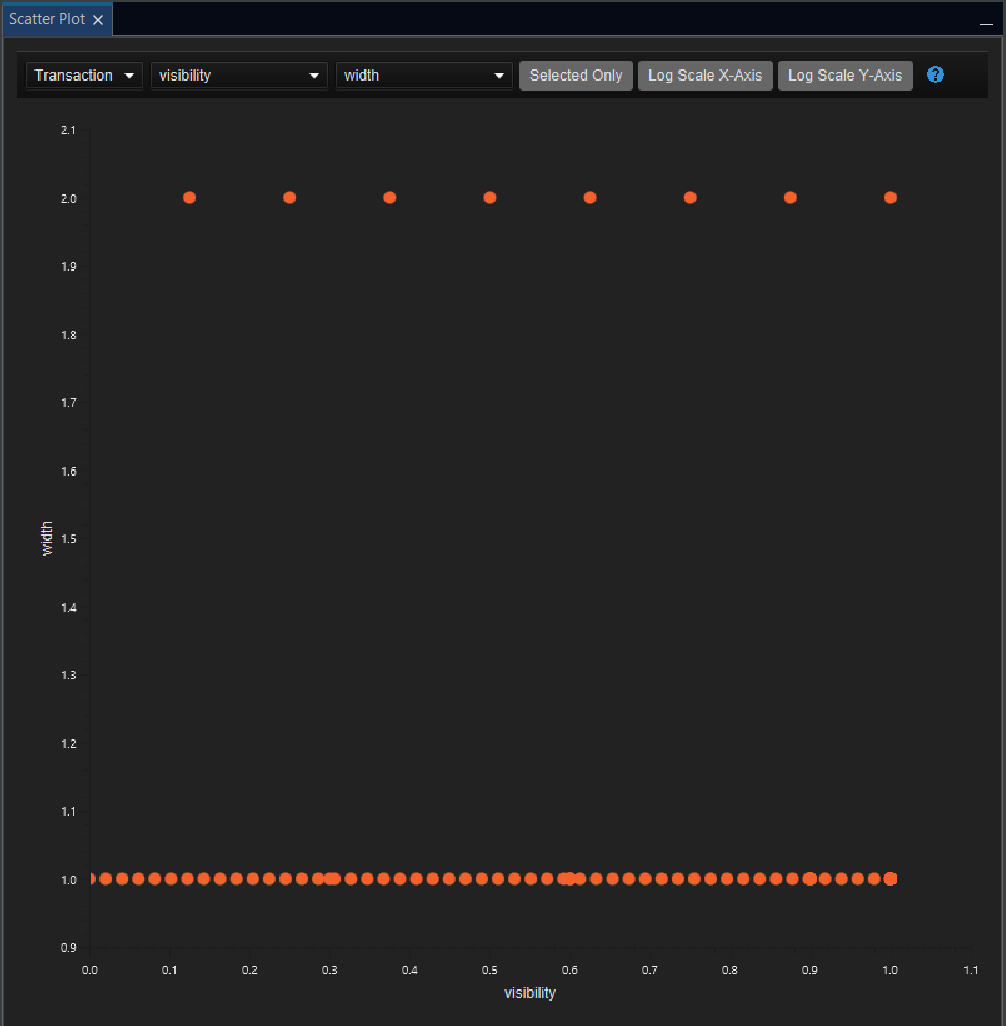 Scatter Plot
Transaction visibility width Selected Only Log Scale X-Axis Log Scale Y-Axis ?
2.1
2.0
1.9
1.8
1.7
1.6
width
1.5
1.4
1.3
1.2
1.1
1.0
0.9
0.0 0.1 0.2 0.3 0.4 0.5 0.6 0.7 0.8 0.9 1.0 1.1
visibility